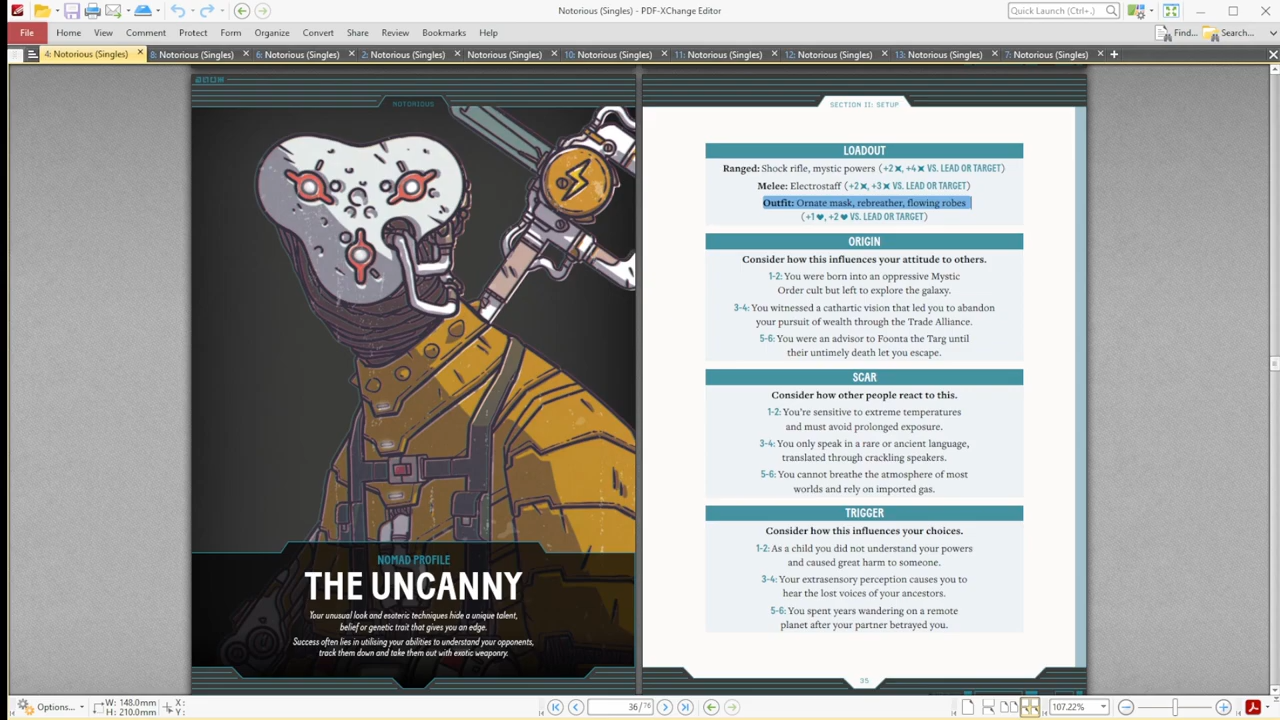 Notorious (Singles) - PDF-XChange Editor
Quick Launch (Ctrl+.)
File Home View Comment Protect Form Organize Convert Share Review Bookmarks Help
Find... Search...
4: Notorious (Singles) 8: Notorious (Singles) 6: Notorious (Singles) 2: Notorious (Singles) Notorious (Singles) 10: Notorious (Singles) 11: Notorious (Singles) 12: Notorious (Singles) 13: Notorious (Singles) 7: Notorious (Singles)
NOTORIOUS
NOMAD PROFILE
THE UNCANNY
Your unusual look and esoteric techniques hide a unique talent,
belief or genetic trait that gives you an edge.
Success often lies in utilising your abilities to understand your opponents,
track them down and take them out with exotic weaponry.
SECTION II: SETUP
LOADOUT
Ranged: Shock rifle, mystic powers (+2, +4 VS. LEAD OR TARGET)
Melee: Electrostaff (+2, +3 VS. LEAD OR TARGET)
Outfit: Ornate mask, rebreather, flowing robes
(+1♥, +2♥ VS. LEAD OR TARGET)
ORIGIN
Consider how this influences your attitude to others.
1-2: You were born into an oppressive Mystic
Order cult but left to explore the galaxy.
3-4: You witnessed a cathartic vision that led you to abandon
your pursuit of wealth through the Trade Alliance.
5-6: You were an advisor to Foonta the Targ until
their untimely death let you escape.
SCAR
Consider how other people react to this.
1-2: You're sensitive to extreme temperatures
and must avoid prolonged exposure.
3-4: You only speak in a rare or ancient language,
translated through crackling speakers.
5-6: You cannot breathe the atmosphere of most
worlds and rely on imported gas.
TRIGGER
Consider how this influences your choices.
1-2: As a child you did not understand your powers
and caused great harm to someone.
3-4: Your extrasensory perception causes you to
hear the lost voices of your ancestors.
5-6: You spent years wandering on a remote
planet after your partner betrayed you.
35
Options... W: 148.0mm X:
H: 210.0mm Y:
36 /76
107.22%